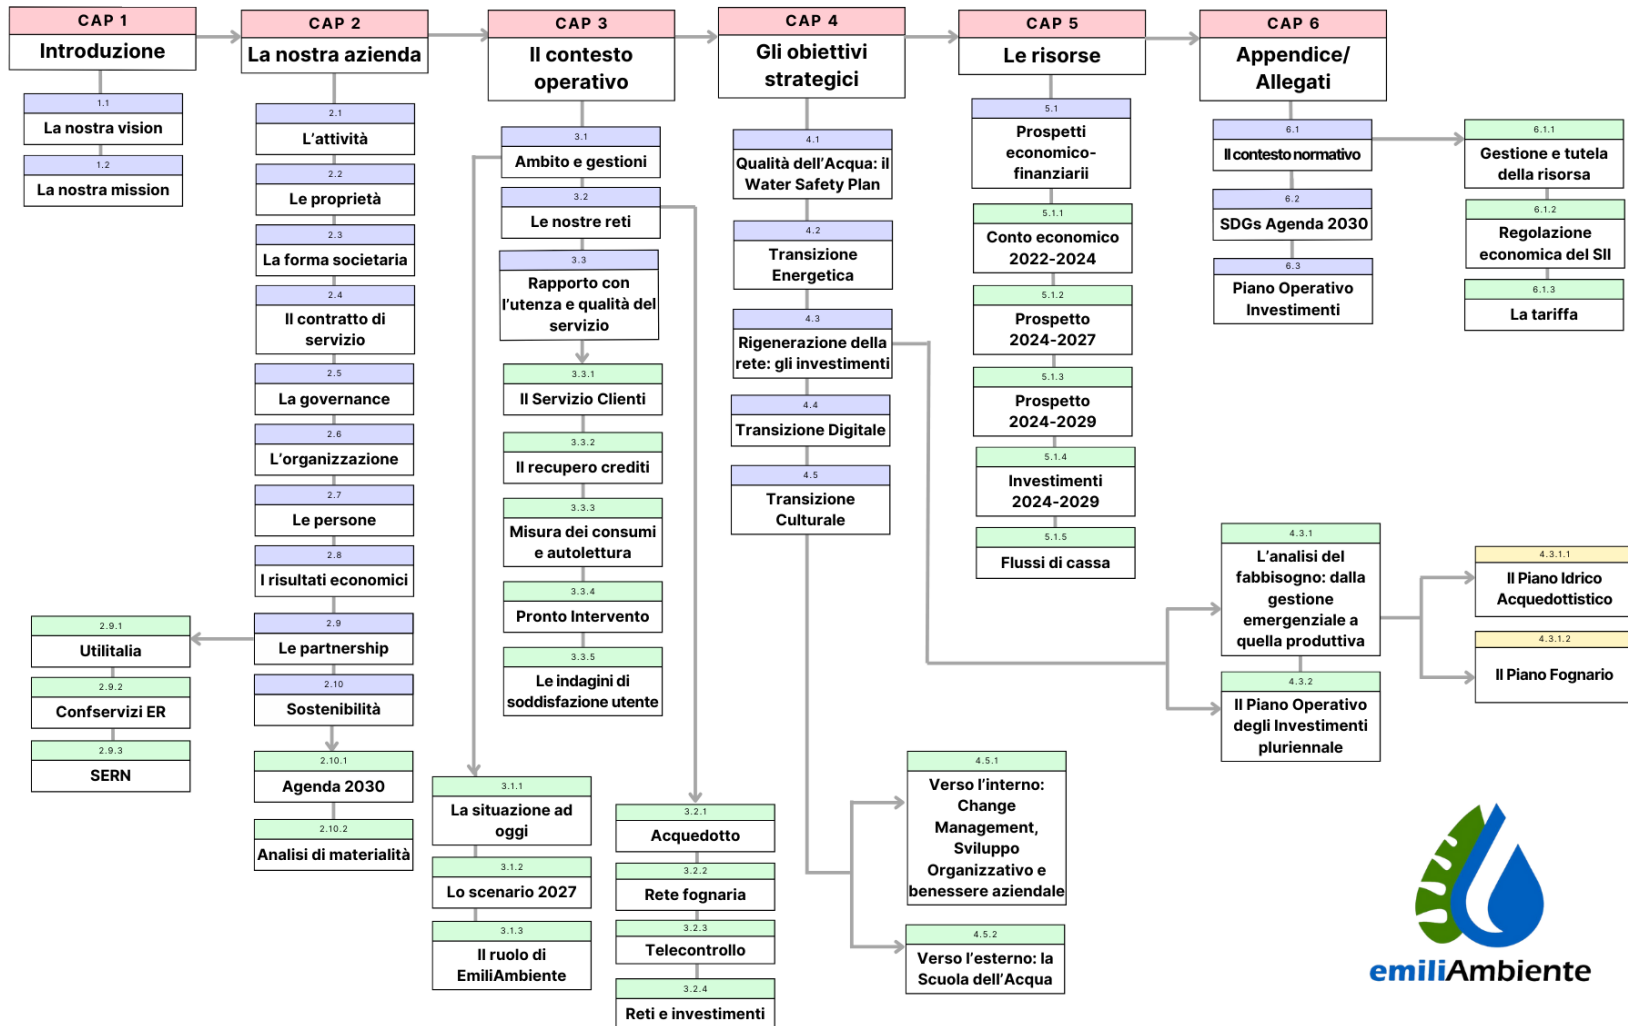 CAP 1
Introduzione
1.1
La nostra vision
1.2
La nostra mission
CAP 2
La nostra azienda
2.1
L'attività
2.2
Le proprietà
2.3
La forma societaria
2.4
Il contratto di
servizio
2.5
La governance
2.6
L'organizzazione
2.7
Le persone
2.8
I risultati economici
2.9
Le partnership
2.9.1
Utilitalia
2.9.2
Confservizi ER
2.9.3
SERN
2.10
Sostenibilità
2.10.1
Agenda 2030
2.10.2
Analisi di materialità
CAP 3
Il contesto
operativo
3.1
Ambito e gestioni
3.2
Le nostre reti
3.3
Rapporto con
l'utenza e qualità del
servizio
3.3.1
Il Servizio Clienti
3.3.2
Il recupero crediti
3.3.3
Misura dei consumi
e autolettura
3.3.4
Pronto Intervento
3.3.5
Le indagini di
soddisfazione utente
3.1.1
La situazione ad
oggi
3.1.2
Lo scenario 2027
3.1.3
Il ruolo di
EmiliAmbiente
3.2.1
Acquedotto
3.2.2
Rete fognaria
3.2.3
Telecontrollo
3.2.4
Reti e investimenti
CAP 4
Gli obiettivi
strategici
4.1
Qualità dell'Acqua: il
Water Safety Plan
4.2
Transizione
Energetica
4.3
Rigenerazione della
rete: gli investimenti
4.4
Transizione Digitale
4.5
Transizione
Culturale
4.5.1
Verso l'interno:
Change
Management,
Sviluppo
Organizzativo e
benessere aziendale
4.5.2
Verso l'esterno: la
Scuola dell'Acqua
4.3.1
L'analisi del
fabbisogno: dalla
gestione
emergenziale a
quella produttiva
4.3.2
Il Piano Operativo
degli Investimenti
pluriennale
4.3.1.1
Il Piano Idrico
Acquedottistico
4.3.1.2
Il Piano Fognario
CAP 5
Le risorse
5.1
Prospetti
economico-
finanziarii
5.1.1
Conto economico
2022-2024
5.1.2
Prospetto
2024-2027
5.1.3
Prospetto
2024-2029
5.1.4
Investimenti
2024-2029
5.1.5
Flussi di cassa
CAP 6
Appendice/
Allegati
6.1
Il contesto normativo
6.2
SDGs Agenda 2030
6.3
Piano Operativo
Investimenti
6.1.1
Gestione e tutela
della risorsa
6.1.2
Regolazione
economica del SII
6.1.3
La tariffa
emiliAmbiente